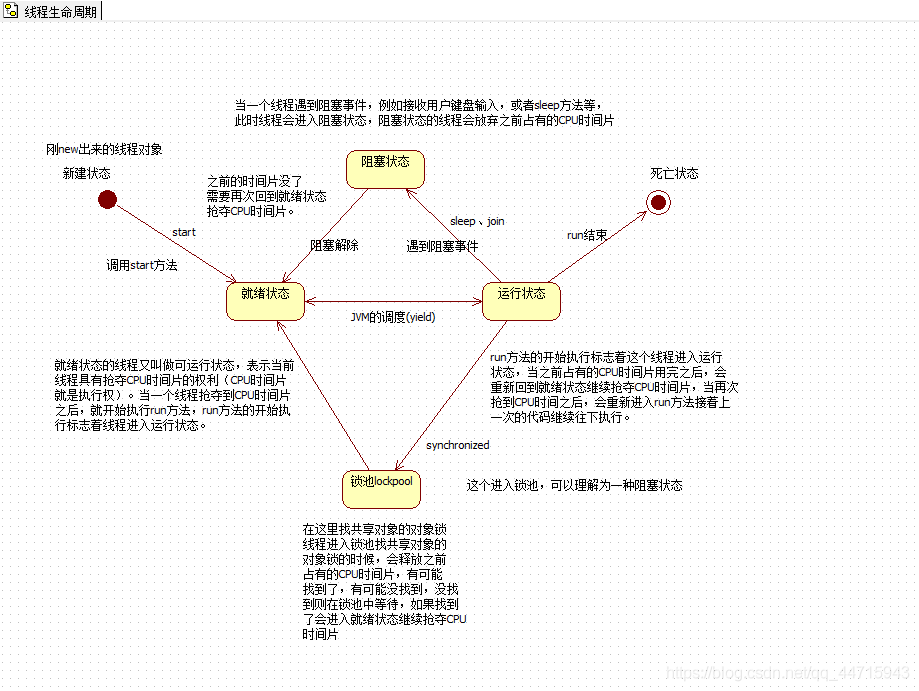 线程生命周期
当一个线程遇到阻塞事件，例如接收用户键盘输入，或者sleep方法等，
此时线程会进入阻塞状态，阻塞状态的线程会放弃之前占有的CPU时间片
刚new出来的线程对象
新建状态
阻塞状态
死亡状态
之前的时间片没了
需要再次回到就绪状态
抢夺CPU时间片。
start
sleep、join
run结束
阻塞解除
遇到阻塞事件
调用start方法
就绪状态
运行状态
JVM的调度(yield)
就绪状态的线程又叫做可运行状态，表示当前
线程具有抢夺CPU时间片的权利（CPU时间片
就是执行权）。当一个线程抢夺到CPU时间片
之后，就开始执行run方法，run方法的开始执
行标志着线程进入运行状态。
run方法的开始执行标志着这个线程进入运行
状态，当之前占有的CPU时间片用完之后，会
重新回到就绪状态继续抢夺CPU时间片，当再次
抢到CPU时间之后，会重新进入run方法接着上
一次的代码继续往下执行。
synchronized
锁池lockpool
这个进入锁池，可以理解为一种阻塞状态
在这里找共享对象的对象锁
线程进入锁池找共享对象的
对象锁的时候，会释放之前
占有的CPU时间片，有可能
找到了，有可能没找到，没找
到则在锁池中等待，如果找到
了会进入就绪状态继续抢夺CPU
时间片
https://blog.csdn.net/qq_44715943